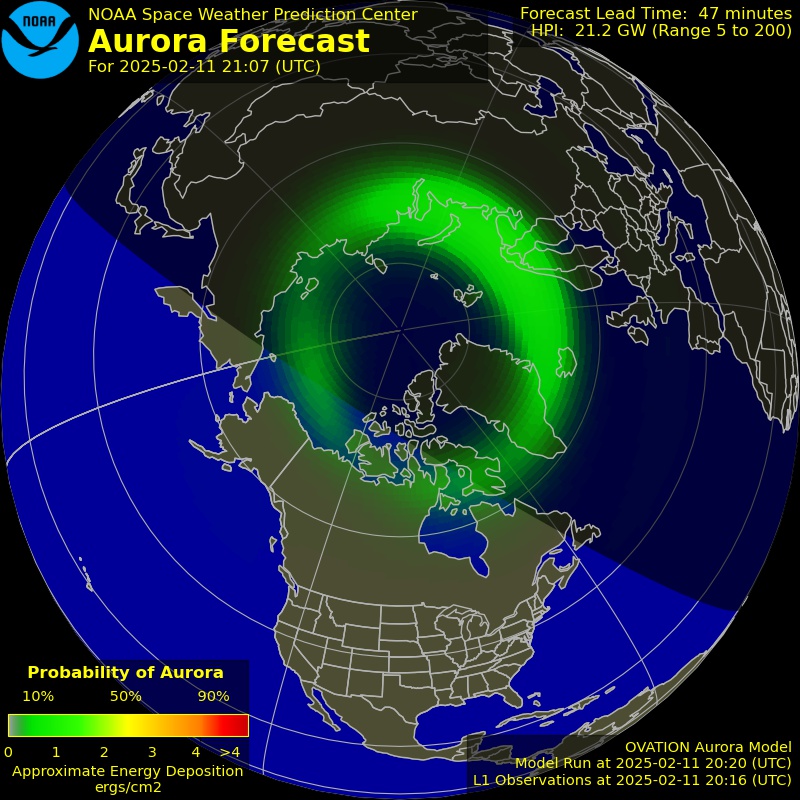 NOAA
NOAA Space Weather Prediction Center
Aurora Forecast
For 2025-02-11 21:07 (UTC)
Forecast Lead Time: 47 minutes
HPI: 21.2 GW (Range 5 to 200)
Probability of Aurora
10% 50% 90%
0 1 2 3 4 >4
Approximate Energy Deposition
ergs/cm2
OVATION Aurora Model
Model Run at 2025-02-11 20:20 (UTC)
L1 Observations at 2025-02-11 20:16 (UTC)